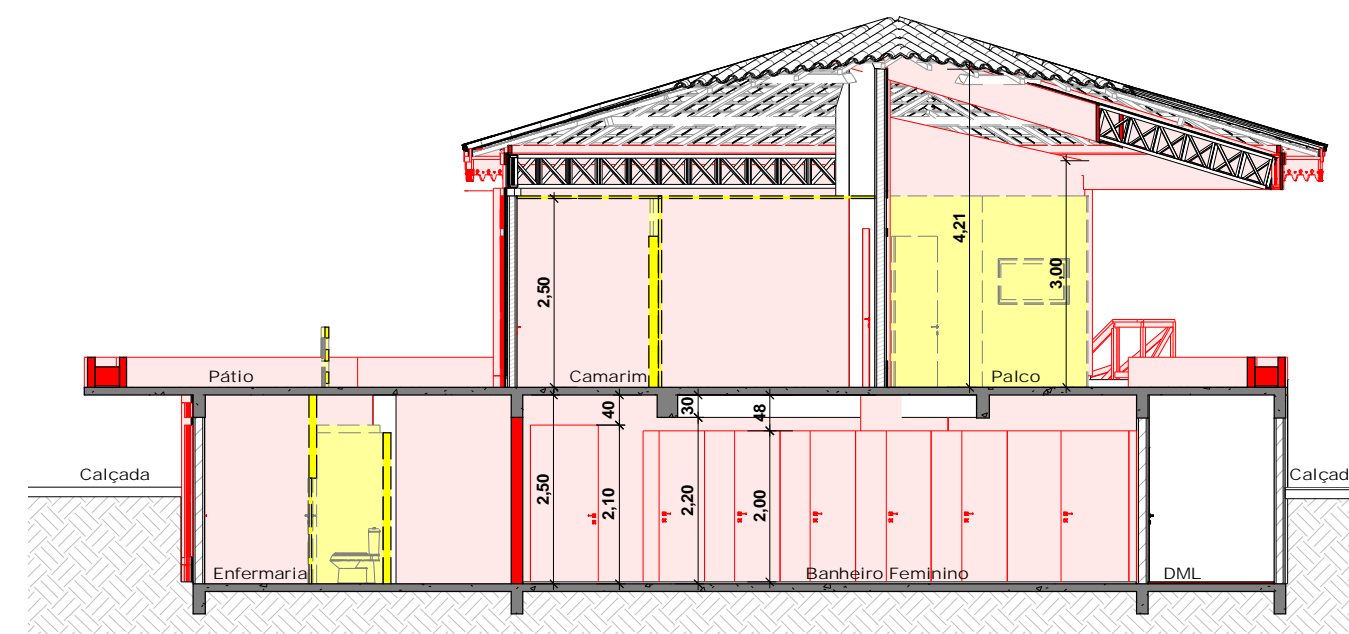 4,21
3,00
2,50
Pátio
Camarim
Palco
40
30
48
Calçada
Calçad
2,50
2,10
2,20
2,00
Enfermaria
Banheiro Feminino
DML